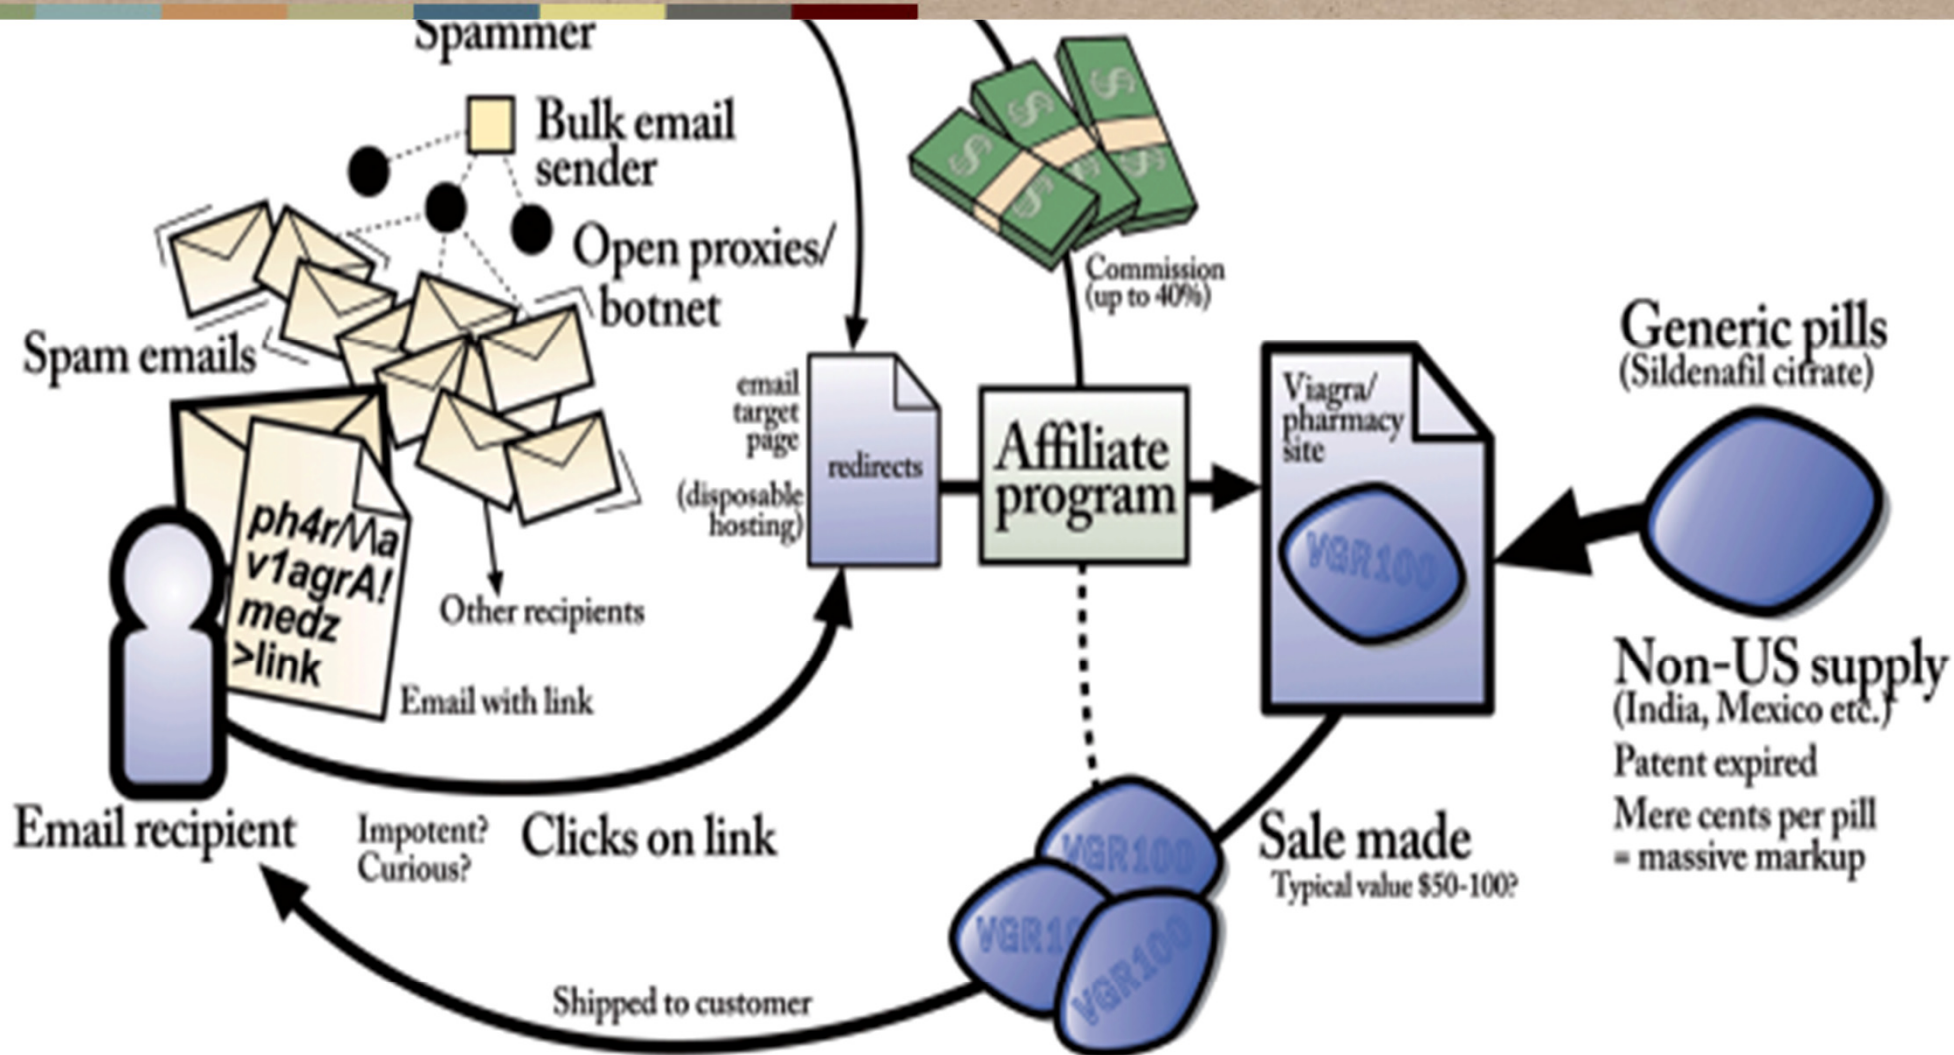 Spammer
Bulk email
sender
Open proxies/
botnet
Spam emails
ph4r/\/\a
v1agrA!
medz
>link
Other recipients
Email with link
Email recipient
Impotent?
Curious?
Clicks on link
Shipped to customer
email
target
page
(disposable
hosting)
redirects
Commission
(up to 40%)
Affiliate
program
Viagra/
pharmacy
site
VGR100
Generic pills
(Sildenafil citrate)
Non-US supply
(India, Mexico etc.)
Patent expired
Mere cents per pill
= massive markup
Sale made
Typical value $50-100?
VGR100
VGR10
VGR100